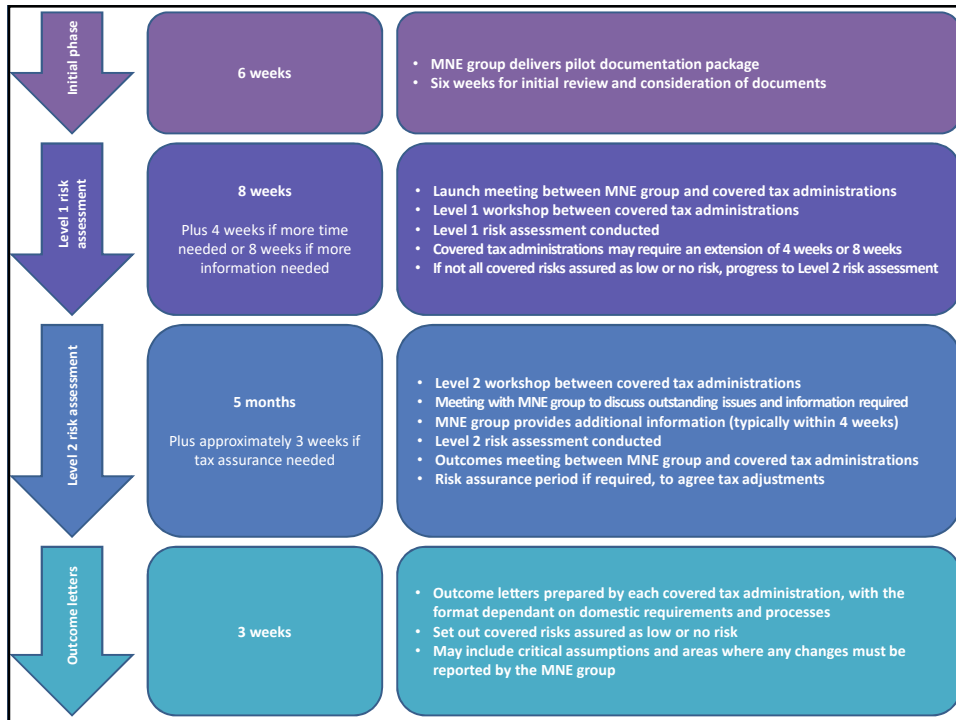 Initial phase
6 weeks
• MNE group delivers pilot documentation package
• Six weeks for initial review and consideration of documents
Level 1 risk
assessment
8 weeks
Plus 4 weeks if more time
needed or 8 weeks if more
information needed
• Launch meeting between MNE group and covered tax administrations
• Level 1 workshop between covered tax administrations
• Level 1 risk assessment conducted
• Covered tax administrations may require an extension of 4 weeks or 8 weeks
• If not all covered risks assured as low or no risk, progress to Level 2 risk assessment
Level 2 risk assessment
5 months
Plus approximately 3 weeks if
tax assurance needed
• Level 2 workshop between covered tax administrations
• Meeting with MNE group to discuss outstanding issues and information required
• MNE group provides additional information (typically within 4 weeks)
• Level 2 risk assessment conducted
• Outcomes meeting between MNE group and covered tax administrations
• Risk assurance period if required, to agree tax adjustments
Outcome letters
3 weeks
• Outcome letters prepared by each covered tax administration, with the
format dependant on domestic requirements and processes
• Set out covered risks assured as low or no risk
• May include critical assumptions and areas where any changes must be
reported by the MNE group